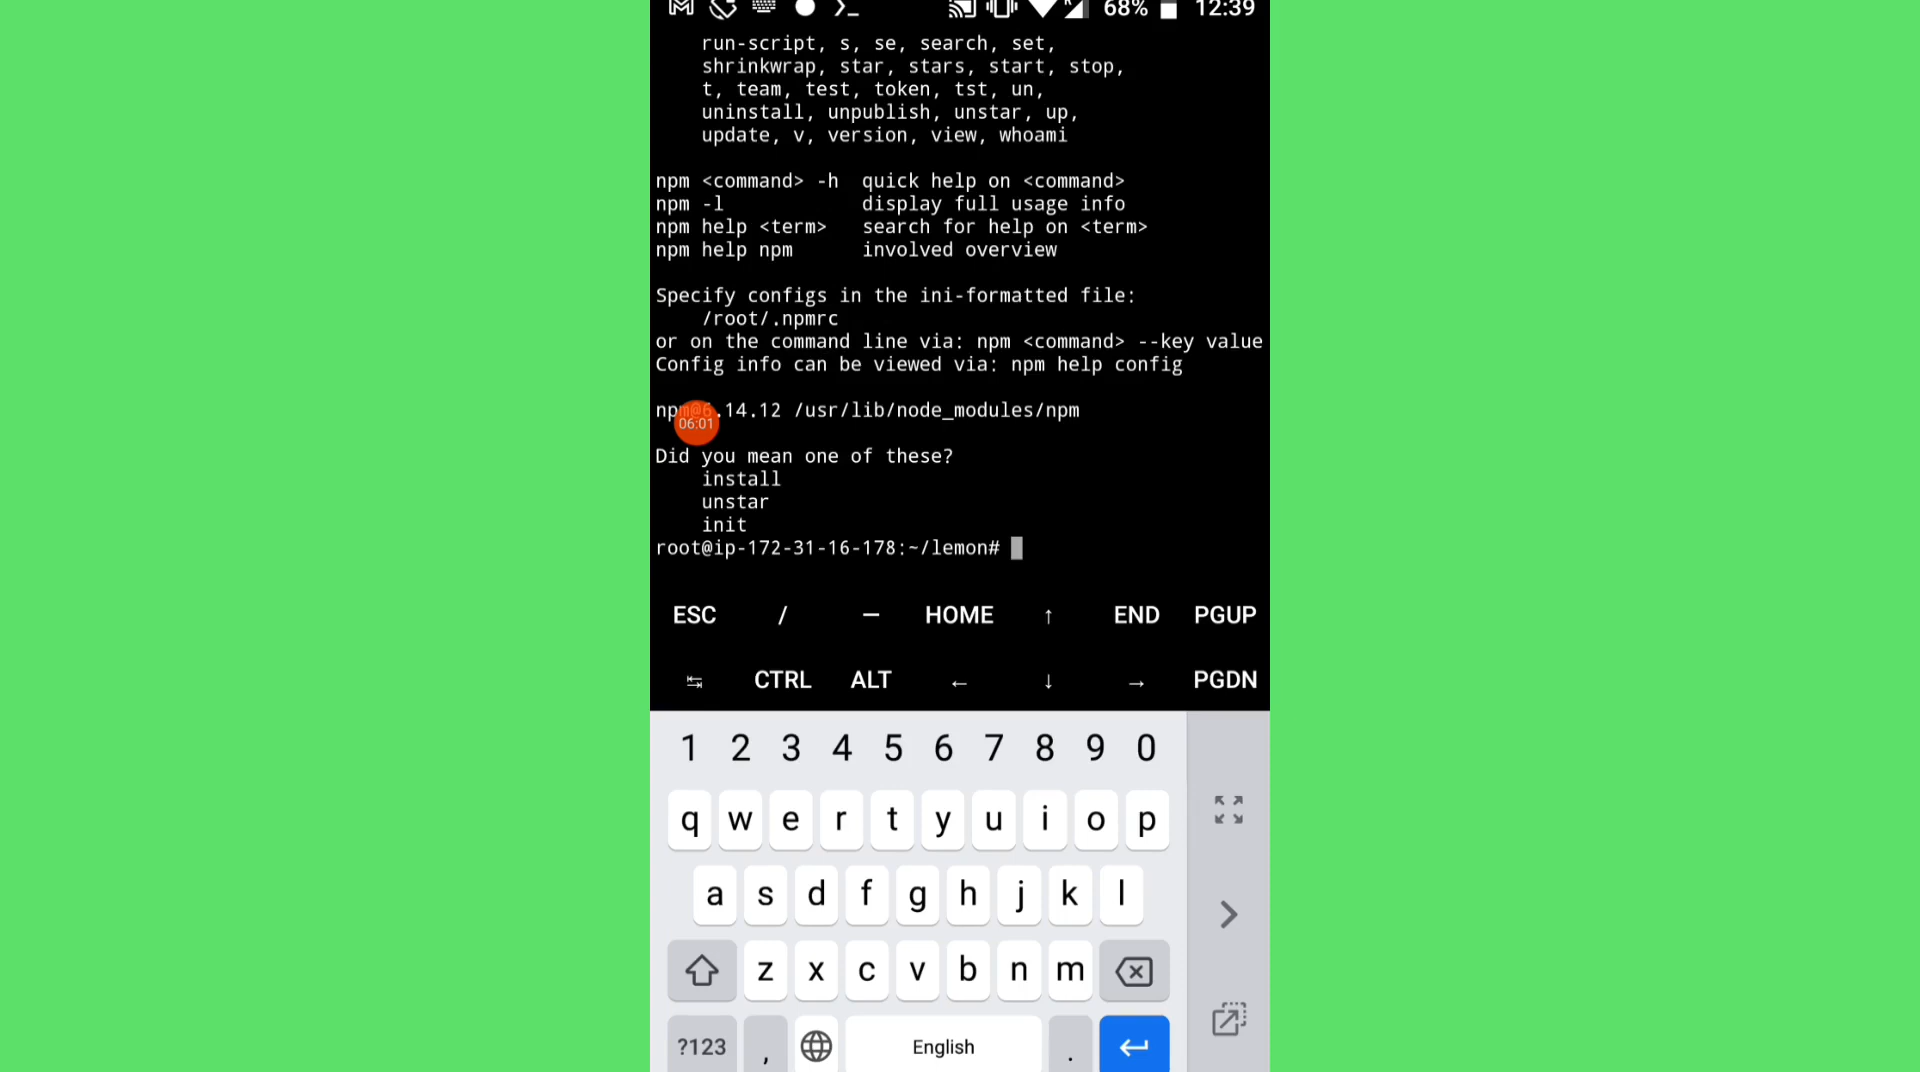 68% 12:39
run-script, s, se, search, set,
shrinkwrap, star, stars, start, stop,
t, team, test, token, tst, un,
uninstall, unpublish, unstar, up,
update, v, version, view, whoami
npm <command> -h  quick help on <command>
npm -l            display full usage info
npm help <term>   search for help on <term>
npm help npm      involved overview
Specify configs in the ini-formatted file:
/root/.npmrc
or on the command line via: npm <command> --key value
Config info can be viewed via: npm help config
npm@6.14.12 /usr/lib/node_modules/npm
06:01
Did you mean one of these?
install
unstar
init
root@ip-172-31-16-178:~/lemon#
ESC / — HOME ↑ END PGUP
↹ CTRL ALT ← ↓ → PGDN
1 2 3 4 5 6 7 8 9 0
q w e r t y u i o p
a s d f g h j k l
z x c v b n m
?123 , English .